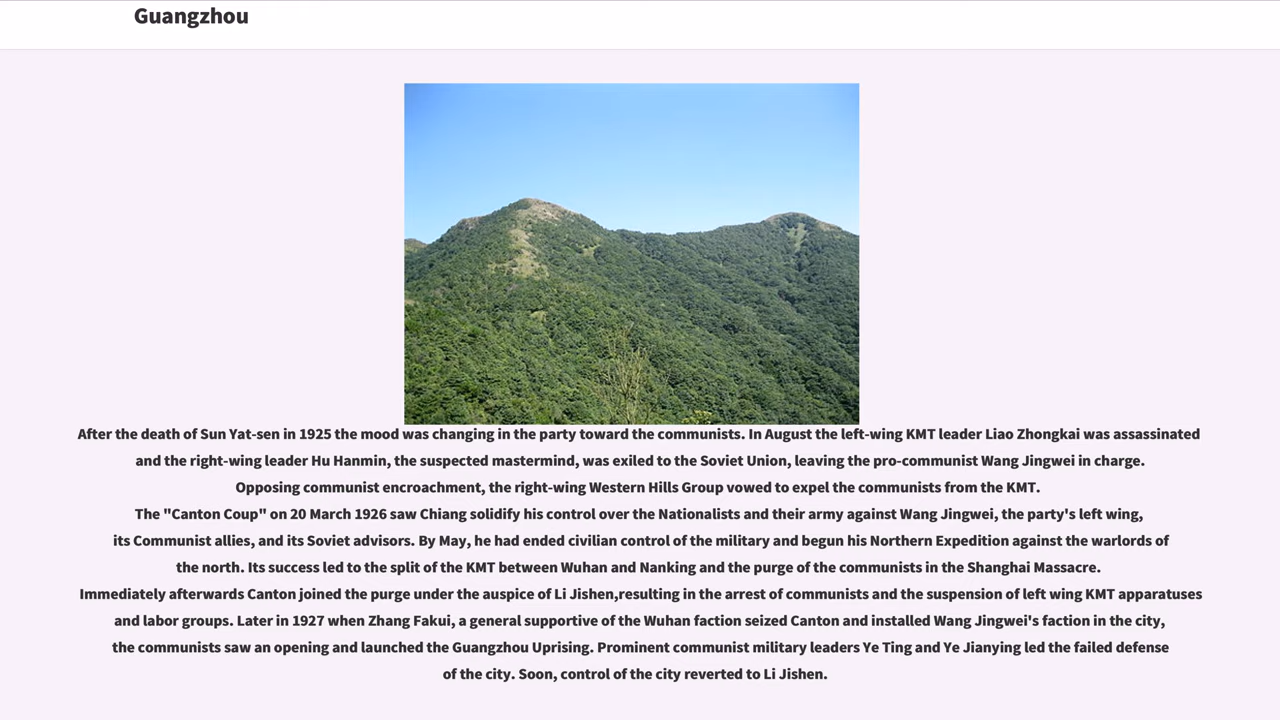 Guangzhou
After the death of Sun Yat-sen in 1925 the mood was changing in the party toward the communists. In August the left-wing KMT leader Liao Zhongkai was assassinated
and the right-wing leader Hu Hanmin, the suspected mastermind, was exiled to the Soviet Union, leaving the pro-communist Wang Jingwei in charge.
Opposing communist encroachment, the right-wing Western Hills Group vowed to expel the communists from the KMT.
The "Canton Coup" on 20 March 1926 saw Chiang solidify his control over the Nationalists and their army against Wang Jingwei, the party's left wing,
its Communist allies, and its Soviet advisors. By May, he had ended civilian control of the military and begun his Northern Expedition against the warlords of
the north. Its success led to the split of the KMT between Wuhan and Nanking and the purge of the communists in the Shanghai Massacre.
Immediately afterwards Canton joined the purge under the auspice of Li Jishen,resulting in the arrest of communists and the suspension of left wing KMT apparatuses
and labor groups. Later in 1927 when Zhang Fakui, a general supportive of the Wuhan faction seized Canton and installed Wang Jingwei's faction in the city,
the communists saw an opening and launched the Guangzhou Uprising. Prominent communist military leaders Ye Ting and Ye Jianying led the failed defense
of the city. Soon, control of the city reverted to Li Jishen.